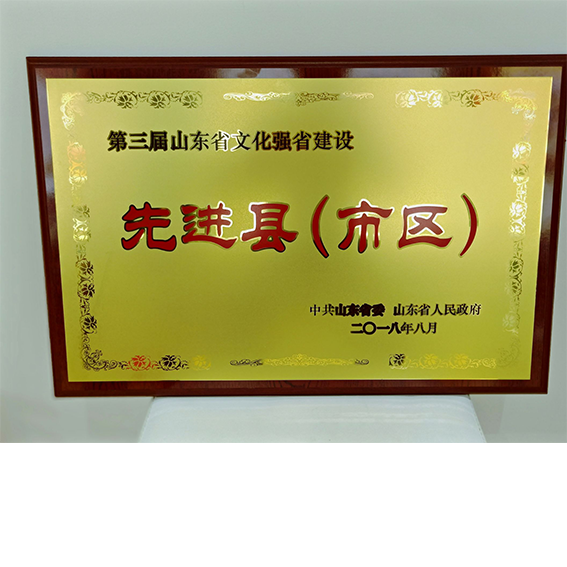 第三届山东省文化强省建设
先进县（市区）
中共山东省委 山东省人民政府
二〇一八年八月